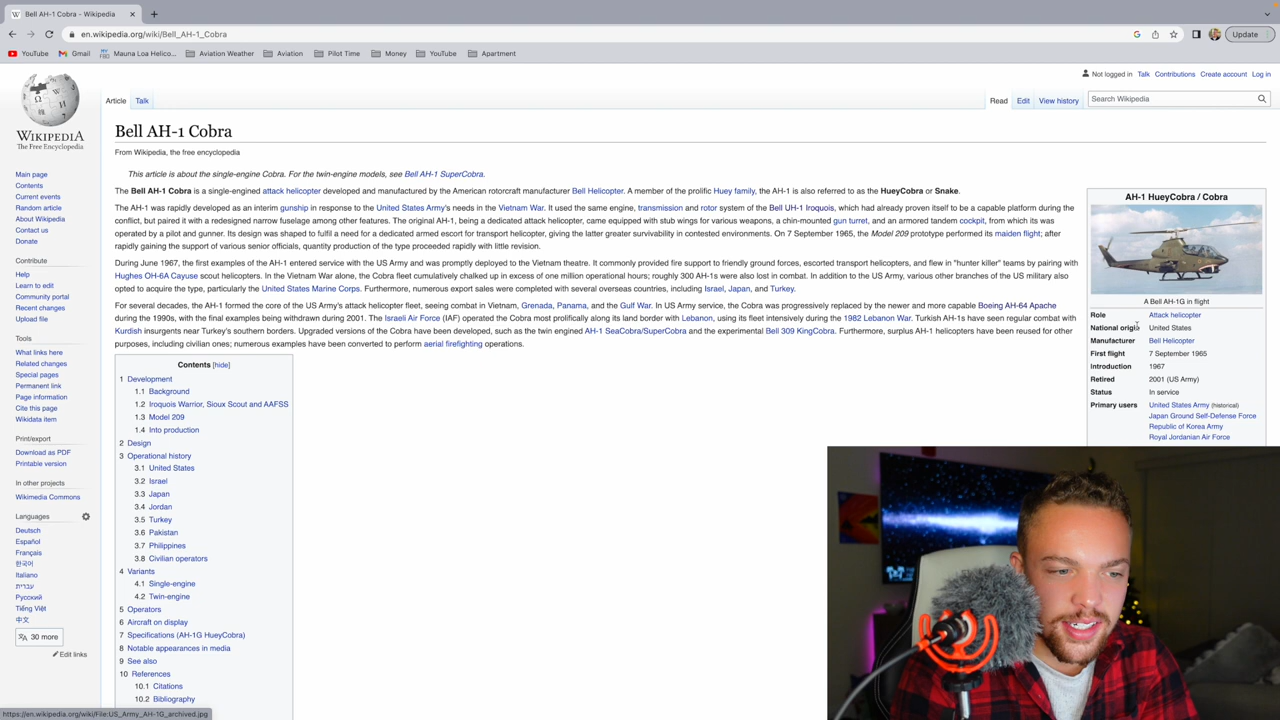 Bell AH-1 Cobra - Wikipedia
en.wikipedia.org/wiki/Bell_AH-1_Cobra
Update
YouTube
Gmail
Mauna Loa Helico...
Aviation Weather
Aviation
Pilot Time
Money
YouTube
Apartment
Not logged in Talk Contributions Create account Log in
Article Talk
Read Edit View history
Search Wikipedia
WIKIPEDIA
The Free Encyclopedia
Main page
Contents
Current events
Random article
About Wikipedia
Contact us
Donate
Contribute
Help
Learn to edit
Community portal
Recent changes
Upload file
Tools
What links here
Related changes
Special pages
Permanent link
Page information
Cite this page
Wikidata item
Print/export
Download as PDF
Printable version
In other projects
Wikimedia Commons
Languages
Deutsch
Español
Français
한국어
Italiano
עברית
Русский
Tiếng Việt
中文
30 more
Edit links
Bell AH-1 Cobra
From Wikipedia, the free encyclopedia
This article is about the single-engine Cobra. For the twin-engine models, see Bell AH-1 SuperCobra.
The Bell AH-1 Cobra is a single-engined attack helicopter developed and manufactured by the American rotorcraft manufacturer Bell Helicopter. A member of the prolific Huey family, the AH-1 is also referred to as the HueyCobra or Snake.
The AH-1 was rapidly developed as an interim gunship in response to the United States Army's needs in the Vietnam War. It used the same engine, transmission and rotor system of the Bell UH-1 Iroquois, which had already proven itself to be a capable platform during the
conflict, but paired it with a redesigned narrow fuselage among other features. The original AH-1, being a dedicated attack helicopter, came equipped with stub wings for various weapons, a chin-mounted gun turret, and an armored tandem cockpit, from which it was
operated by a pilot and gunner. Its design was shaped to fulfil a need for a dedicated armed escort for transport helicopter, giving the latter greater survivability in contested environments. On 7 September 1965, the Model 209 prototype performed its maiden flight; after
rapidly gaining the support of various senior officials, quantity production of the type proceeded rapidly with little revision.
During June 1967, the first examples of the AH-1 entered service with the US Army and was promptly deployed to the Vietnam theatre. It commonly provided fire support to friendly ground forces, escorted transport helicopters, and flew in "hunter killer" teams by pairing with
Hughes OH-6A Cayuse scout helicopters. In the Vietnam War alone, the Cobra fleet cumulatively chalked up in excess of one million operational hours; roughly 300 AH-1s were also lost in combat. In addition to the US Army, various other branches of the US military also
opted to acquire the type, particularly the United States Marine Corps. Furthermore, numerous export sales were completed with several overseas countries, including Israel, Japan, and Turkey.
For several decades, the AH-1 formed the core of the US Army's attack helicopter fleet, seeing combat in Vietnam, Grenada, Panama, and the Gulf War. In US Army service, the Cobra was progressively replaced by the newer and more capable Boeing AH-64 Apache
during the 1990s, with the final examples being withdrawn during 2001. The Israeli Air Force (IAF) operated the Cobra most prolifically along its land border with Lebanon, using its fleet intensively during the 1982 Lebanon War. Turkish AH-1s have seen regular combat with
Kurdish insurgents near Turkey's southern borders. Upgraded versions of the Cobra have been developed, such as the twin engined AH-1 SeaCobra/SuperCobra and the experimental Bell 309 KingCobra. Furthermore, surplus AH-1 helicopters have been reused for other
purposes, including civilian ones; numerous examples have been converted to perform aerial firefighting operations.
Contents [hide]
1 Development
1.1 Background
1.2 Iroquois Warrior, Sioux Scout and AAFSS
1.3 Model 209
1.4 Into production
2 Design
3 Operational history
3.1 United States
3.2 Israel
3.3 Japan
3.4 Jordan
3.5 Turkey
3.6 Pakistan
3.7 Philippines
3.8 Civilian operators
4 Variants
4.1 Single-engine
4.2 Twin-engine
5 Operators
6 Aircraft on display
7 Specifications (AH-1G HueyCobra)
8 Notable appearances in media
9 See also
10 References
10.1 Citations
10.2 Bibliography
AH-1 HueyCobra / Cobra
A Bell AH-1G in flight
Role Attack helicopter
National origin United States
Manufacturer Bell Helicopter
First flight 7 September 1965
Introduction 1967
Retired 2001 (US Army)
Status In service
Primary users United States Army (historical)
Japan Ground Self-Defense Force
Republic of Korea Army
Royal Jordanian Air Force
https://en.wikipedia.org/wiki/File:US_Army_AH-1G_archived.jpg